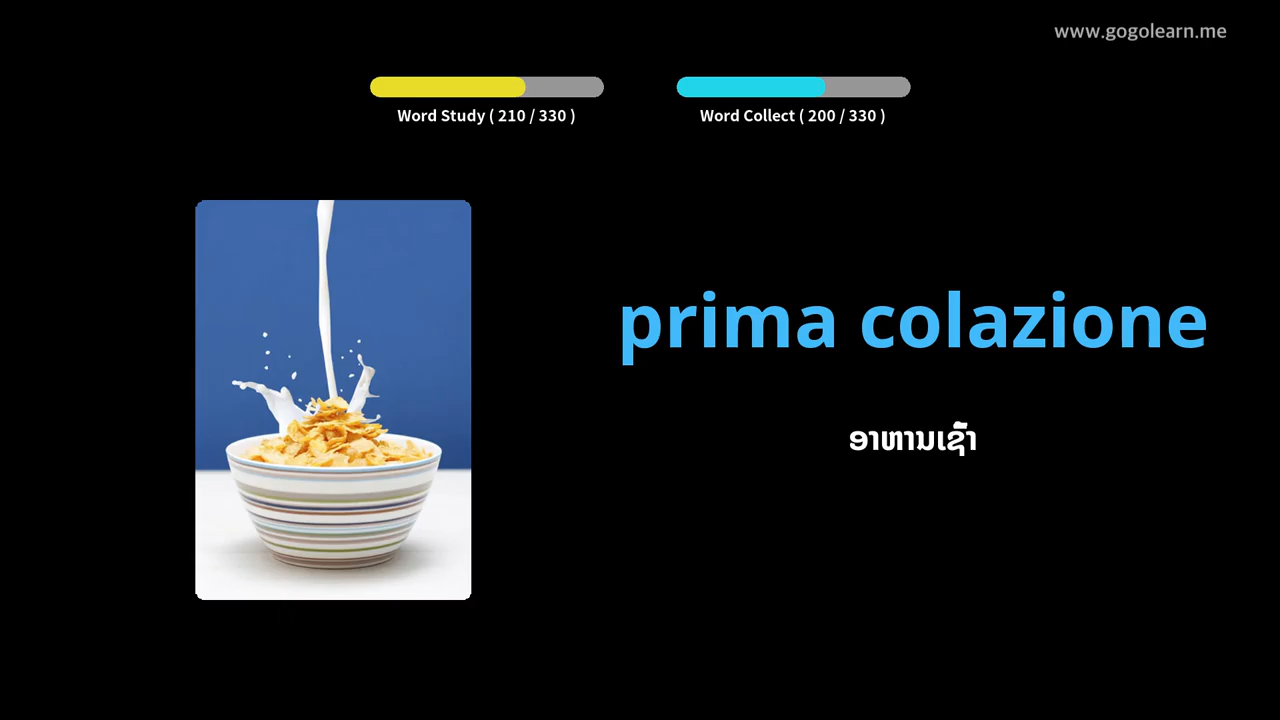 www.gogolearn.me
Word Study ( 210 / 330 )
Word Collect ( 200 / 330 )
prima colazione
ອາຫານເຊົ້າ